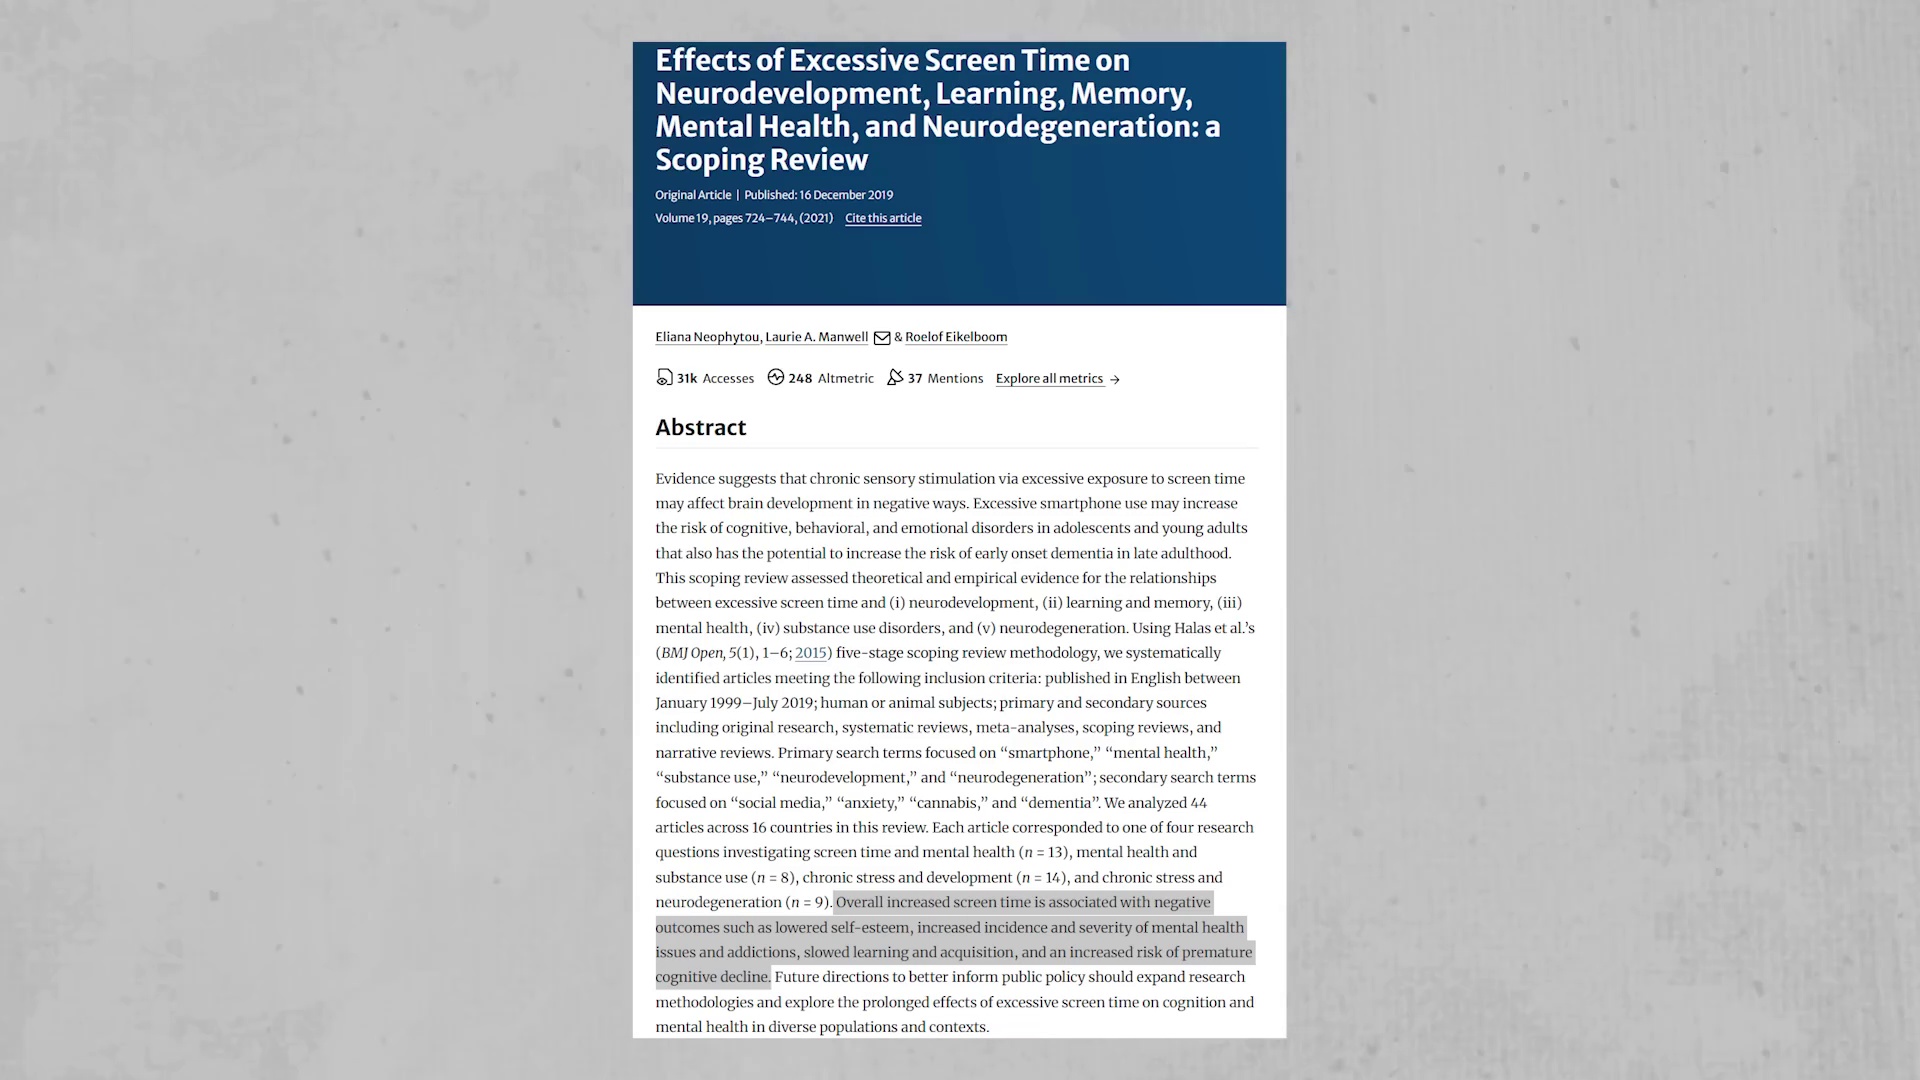 Effects of Excessive Screen Time on
Neurodevelopment, Learning, Memory,
Mental Health, and Neurodegeneration: a
Scoping Review
Original Article | Published: 16 December 2019
Volume 19, pages 724–744, (2021) Cite this article
Eliana Neophytou, Laurie A. Manwell & Roelof Eikelboom
31k Accesses 248 Altmetric 37 Mentions Explore all metrics →
Abstract
Evidence suggests that chronic sensory stimulation via excessive exposure to screen time
may affect brain development in negative ways. Excessive smartphone use may increase
the risk of cognitive, behavioral, and emotional disorders in adolescents and young adults
that also has the potential to increase the risk of early onset dementia in late adulthood.
This scoping review assessed theoretical and empirical evidence for the relationships
between excessive screen time and (i) neurodevelopment, (ii) learning and memory, (iii)
mental health, (iv) substance use disorders, and (v) neurodegeneration. Using Halas et al.’s
(BMJ Open, 5(1), 1–6; 2015) five-stage scoping review methodology, we systematically
identified articles meeting the following inclusion criteria: published in English between
January 1999–July 2019; human or animal subjects; primary and secondary sources
including original research, systematic reviews, meta-analyses, scoping reviews, and
narrative reviews. Primary search terms focused on “smartphone,” “mental health,”
“substance use,” “neurodevelopment,” and “neurodegeneration”; secondary search terms
focused on “social media,” “anxiety,” “cannabis,” and “dementia”. We analyzed 44
articles across 16 countries in this review. Each article corresponded to one of four research
questions investigating screen time and mental health (n = 13), mental health and
substance use (n = 8), chronic stress and development (n = 14), and chronic stress and
neurodegeneration (n = 9). Overall increased screen time is associated with negative
outcomes such as lowered self-esteem, increased incidence and severity of mental health
issues and addictions, slowed learning and acquisition, and an increased risk of premature
cognitive decline. Future directions to better inform public policy should expand research
methodologies and explore the prolonged effects of excessive screen time on cognition and
mental health in diverse populations and contexts.